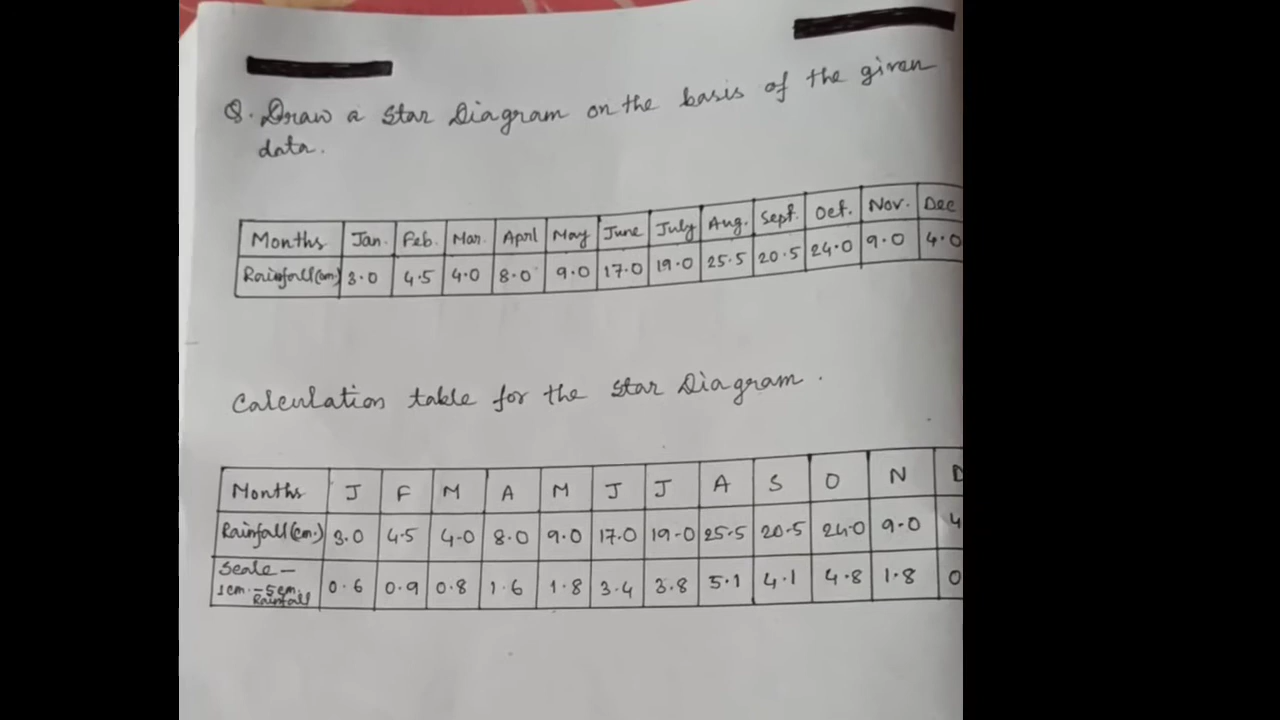 Q. Draw a Star Diagram on the basis of the given
data.
Months Jan. Feb. Mar. April May June July Aug. Sept. Oct. Nov. Dec
Rainfall(cm.) 3.0 4.5 4.0 8.0 9.0 17.0 19.0 25.5 20.5 24.0 9.0 4.0
Calculation table for the Star Diagram.
Months J F M A M J J A S O N D
Rainfall(cm.) 3.0 4.5 4.0 8.0 9.0 17.0 19.0 25.5 20.5 24.0 9.0 4
Scale –
1cm. – 5cm.
Rainfall 0.6 0.9 0.8 1.6 1.8 3.4 3.8 5.1 4.1 4.8 1.8 0